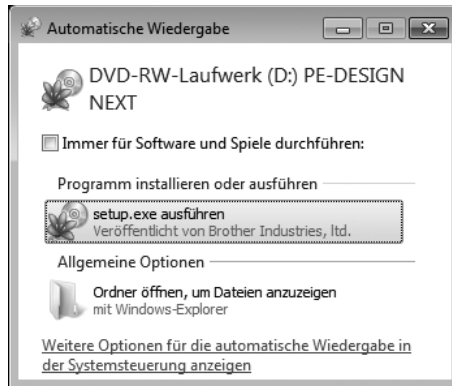 Automatische Wiedergabe
DVD-RW-Laufwerk (D:) PE-DESIGN
NEXT
Immer für Software und Spiele durchführen:
Programm installieren oder ausführen
setup.exe ausführen
Veröffentlicht von Brother Industries, ltd.
Allgemeine Optionen
Ordner öffnen, um Dateien anzuzeigen
mit Windows-Explorer
Weitere Optionen für die automatische Wiedergabe in
der Systemsteuerung anzeigen